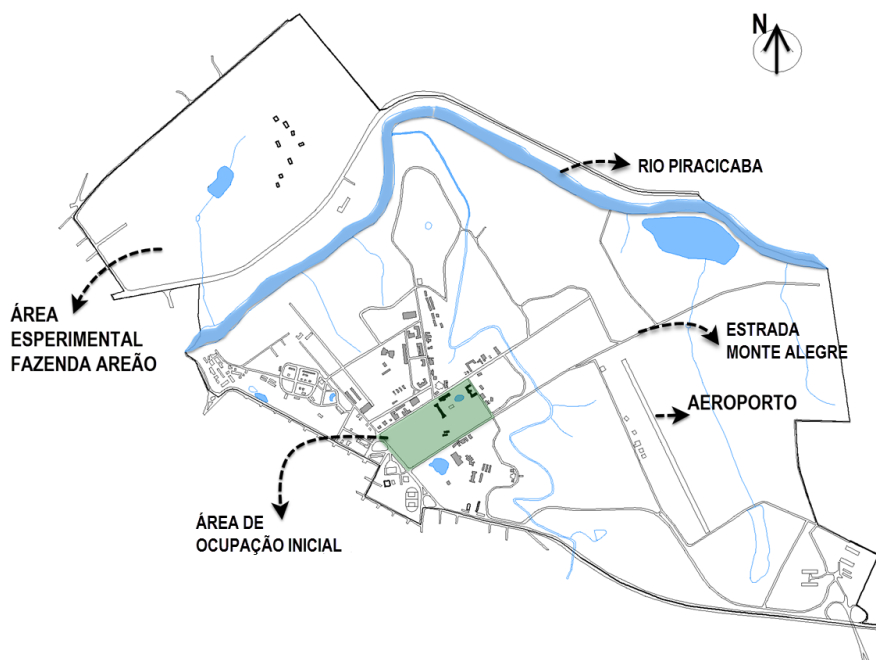 N
RIO PIRACICABA
ÁREA
ESPERIMENTAL
FAZENDA AREÃO
ESTRADA
MONTE ALEGRE
AEROPORTO
ÁREA DE
OCUPAÇÃO INICIAL